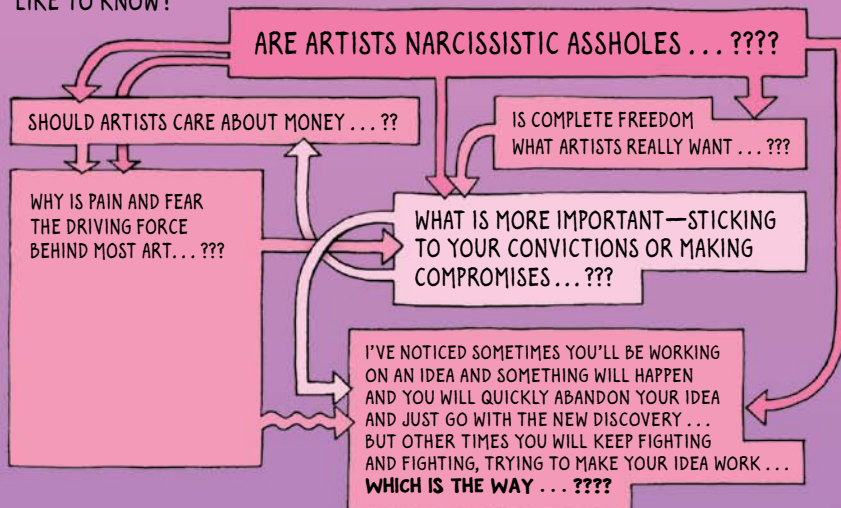 LIKE TO KNOW?
ARE ARTISTS NARCISSISTIC ASSHOLES . . . ????
SHOULD ARTISTS CARE ABOUT MONEY . . . ??
IS COMPLETE FREEDOM
WHAT ARTISTS REALLY WANT . . . ???
WHY IS PAIN AND FEAR
THE DRIVING FORCE
BEHIND MOST ART. . . ???
WHAT IS MORE IMPORTANT—STICKING
TO YOUR CONVICTIONS OR MAKING
COMPROMISES . . . ???
I'VE NOTICED SOMETIMES YOU'LL BE WORKING
ON AN IDEA AND SOMETHING WILL HAPPEN
AND YOU WILL QUICKLY ABANDON YOUR IDEA
AND JUST GO WITH THE NEW DISCOVERY . . .
BUT OTHER TIMES YOU WILL KEEP FIGHTING
AND FIGHTING, TRYING TO MAKE YOUR IDEA WORK . . .
WHICH IS THE WAY . . . ????